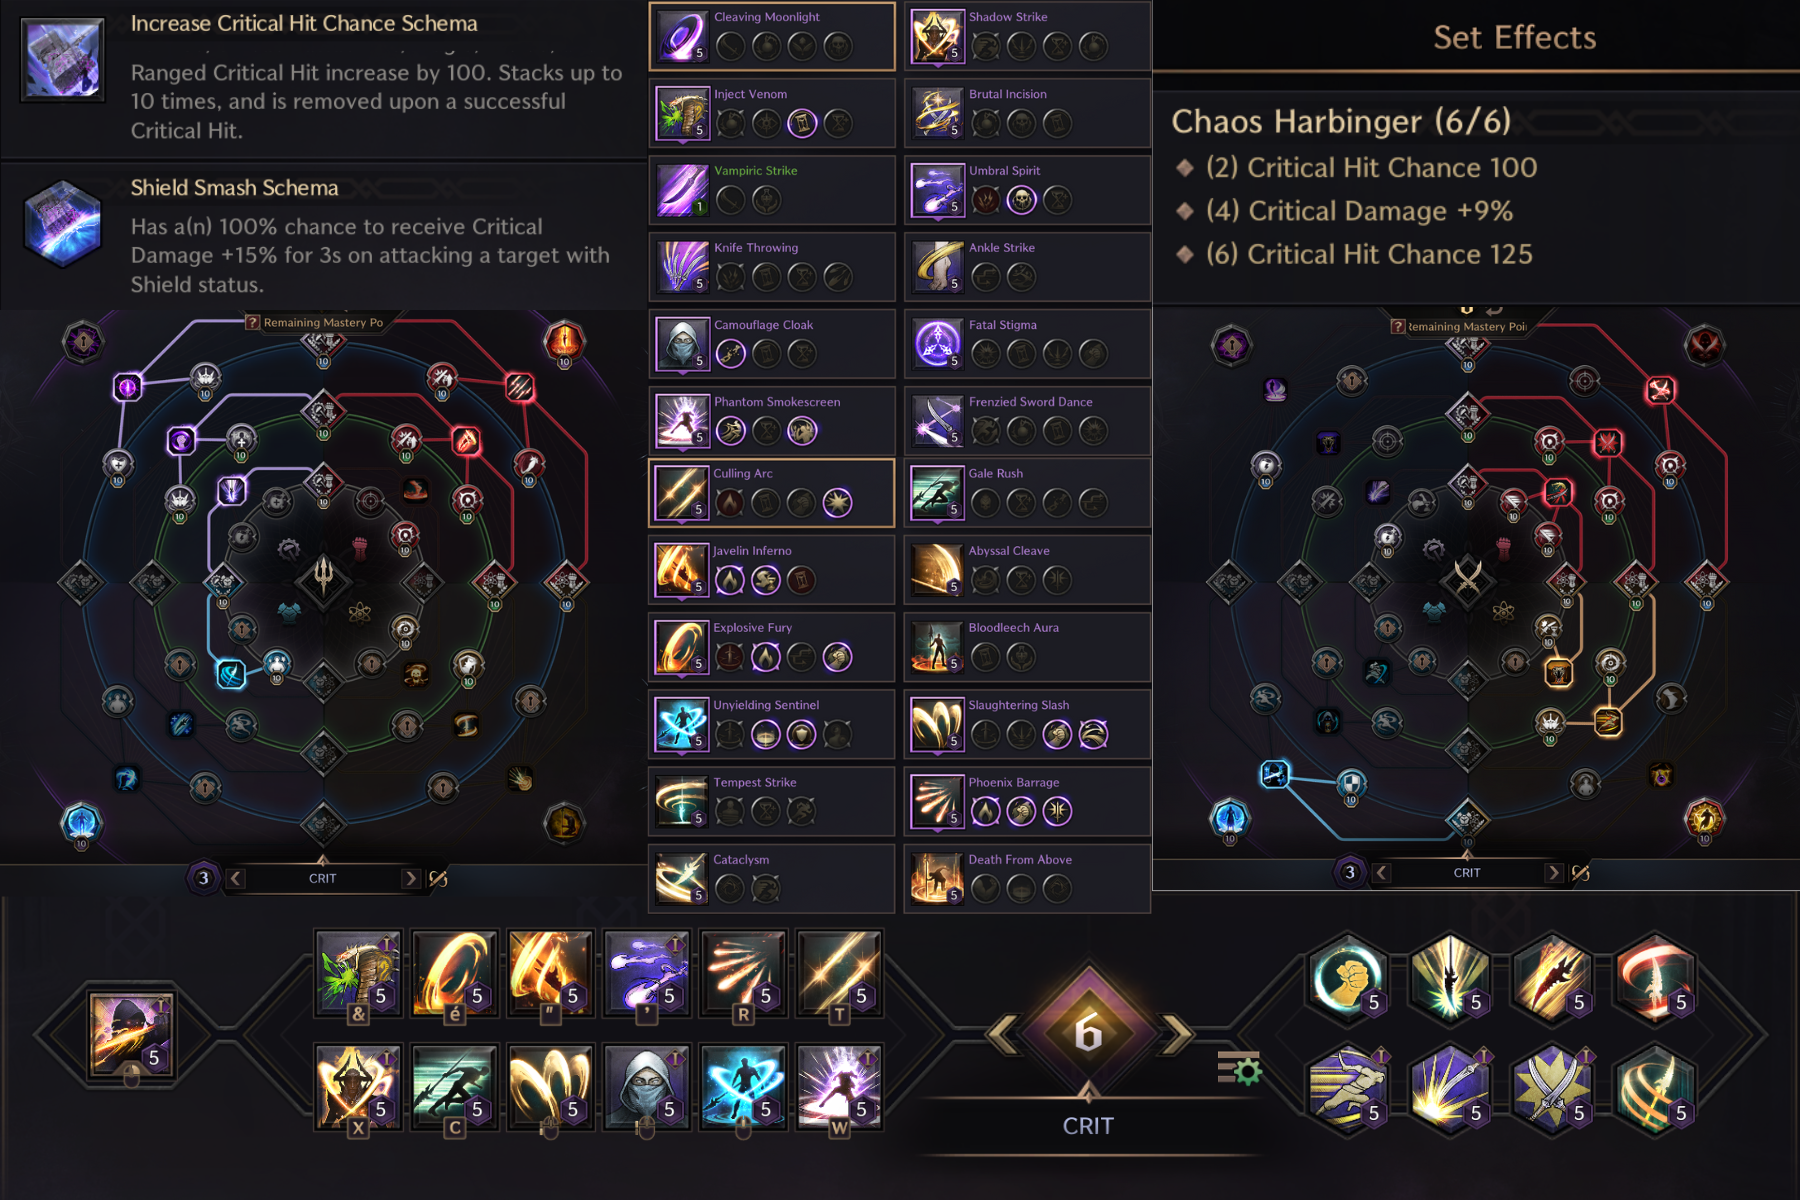 Increase Critical Hit Chance Schema
Ranged Critical Hit increase by 100. Stacks up to
10 times, and is removed upon a successful
Critical Hit.
Shield Smash Schema
Has a(n) 100% chance to receive Critical
Damage +15% for 3s on attacking a target with
Shield status.
Cleaving Moonlight
5
Shadow Strike
5
Inject Venom
5
Brutal Incision
5
Vampiric Strike
1
Umbral Spirit
5
Knife Throwing
5
Ankle Strike
5
Camouflage Cloak
5
Fatal Stigma
5
Phantom Smokescreen
5
Frenzied Sword Dance
5
Culling Arc
5
Gale Rush
5
Javelin Inferno
5
Abyssal Cleave
5
Explosive Fury
5
Bloodleech Aura
5
Unyielding Sentinel
5
Slaughtering Slash
5
Tempest Strike
5
Phoenix Barrage
5
Cataclysm
5
Death From Above
5
Set Effects
Chaos Harbinger (6/6)
(2) Critical Hit Chance 100
(4) Critical Damage +9%
(6) Critical Hit Chance 125
? Remaining Mastery Po
3 CRIT
? Remaining Mastery Poi
3 CRIT
5
5 5 5 5 5 5
& é " ' R T
5 5 5 5 5 5
X C W
6
CRIT
5 5 5 5
5 5 5 5